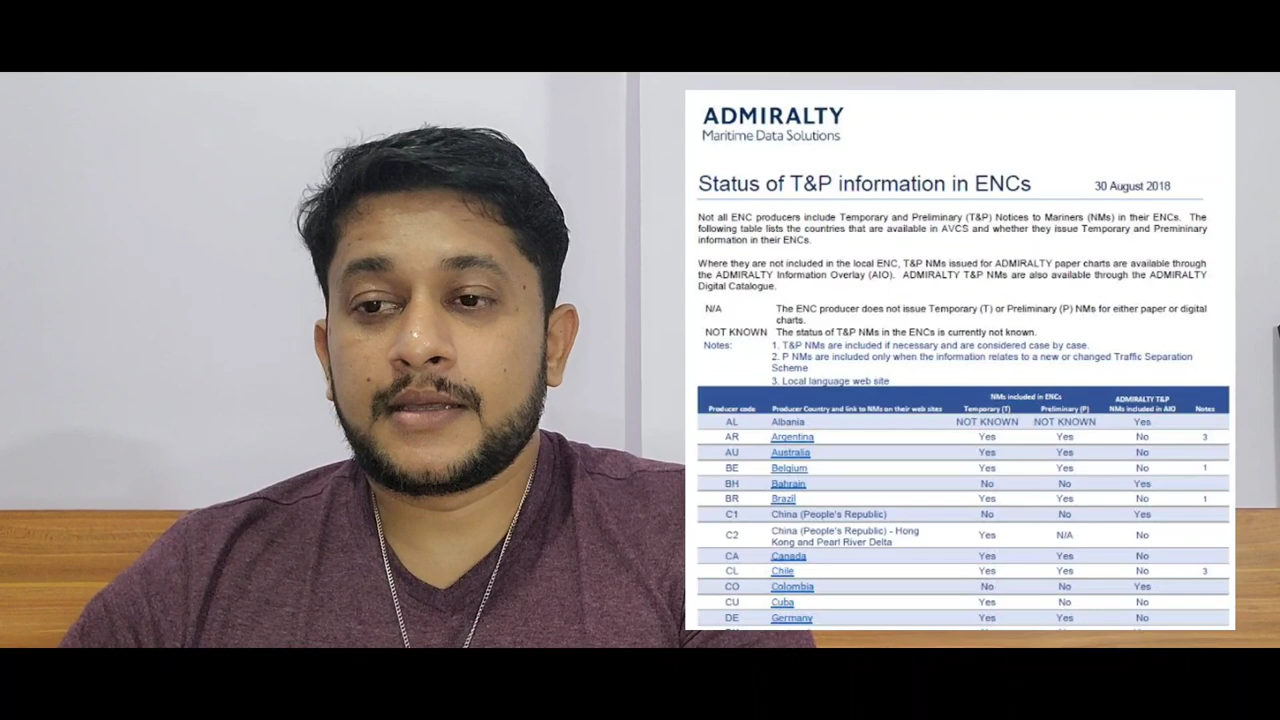 ADMIRALTY
Maritime Data Solutions
Status of T&P information in ENCs 30 August 2018
Not all ENC producers include Temporary and Preliminary (T&P) Notices to Mariners (NMs) in their ENCs. The
following table lists the countries that are available in AVCS and whether they issue Temporary and Premininary
information in their ENCs.
Where they are not included in the local ENC, T&P NMs issued for ADMIRALTY paper charts are available through
the ADMIRALTY Information Overlay (AIO). ADMIRALTY T&P NMs are also available through the ADMIRALTY
Digital Catalogue.
N/A The ENC producer does not issue Temporary (T) or Preliminary (P) NMs for either paper or digital
charts.
NOT KNOWN The status of T&P NMs in the ENCs is currently not known.
Notes: 1. T&P NMs are included if necessary and are considered case by case.
2. P NMs are included only when the information relates to a new or changed Traffic Separation
Scheme
3. Local language web site
NMs included in ENCs ADMIRALTY T&P
Producer code Producer Country and link to NMs on their web sites Temporary (T) Preliminary (P) NMs included in AIO Notes
AL Albania NOT KNOWN NOT KNOWN Yes
AR Argentina Yes Yes No 3
AU Australia Yes Yes No
BE Belgium Yes Yes No 1
BH Bahrain No No Yes
BR Brazil Yes Yes No 1
C1 China (People's Republic) No No Yes
C2 China (People's Republic) - Hong
Kong and Pearl River Delta Yes N/A No
CA Canada Yes Yes No
CL Chile Yes Yes No 3
CO Colombia No No Yes
CU Cuba Yes No No
DE Germany Yes Yes No